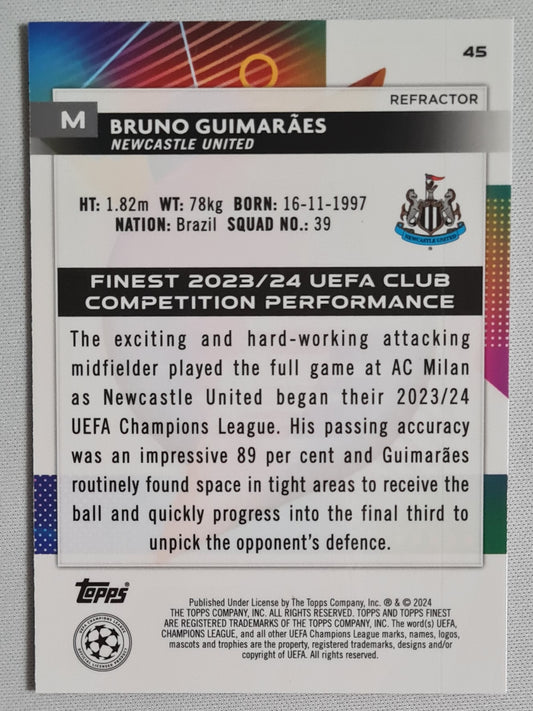 45
REFRACTOR
M BRUNO GUIMARÃES
NEWCASTLE UNITED
HT: 1.82m WT: 78kg BORN: 16-11-1997
NATION: Brazil SQUAD NO.: 39
NEWCASTLE UNITED
FINEST 2023/24 UEFA CLUB
COMPETITION PERFORMANCE
The exciting and hard-working attacking
midfielder played the full game at AC Milan
as Newcastle United began their 2023/24
UEFA Champions League. His passing accuracy
was an impressive 89 per cent and Guimarães
routinely found space in tight areas to receive the
ball and quickly progress into the final third to
unpick the opponent's defence.
Topps
Published Under License by The Topps Company, Inc. ® & © 2024
THE TOPPS COMPANY, INC. ALL RIGHTS RESERVED. TOPPS AND TOPPS FINEST
ARE REGISTERED TRADEMARKS OF THE TOPPS COMPANY, INC. The word(s) UEFA,
CHAMPIONS LEAGUE, and all other UEFA Champions League marks, names, logos,
mascots and trophies are the property, registered trademarks, designs and/or
copyright of UEFA. All rights reserved.
UEFA CHAMPIONS LEAGUE
OFFICIAL LICENSED PRODUCT